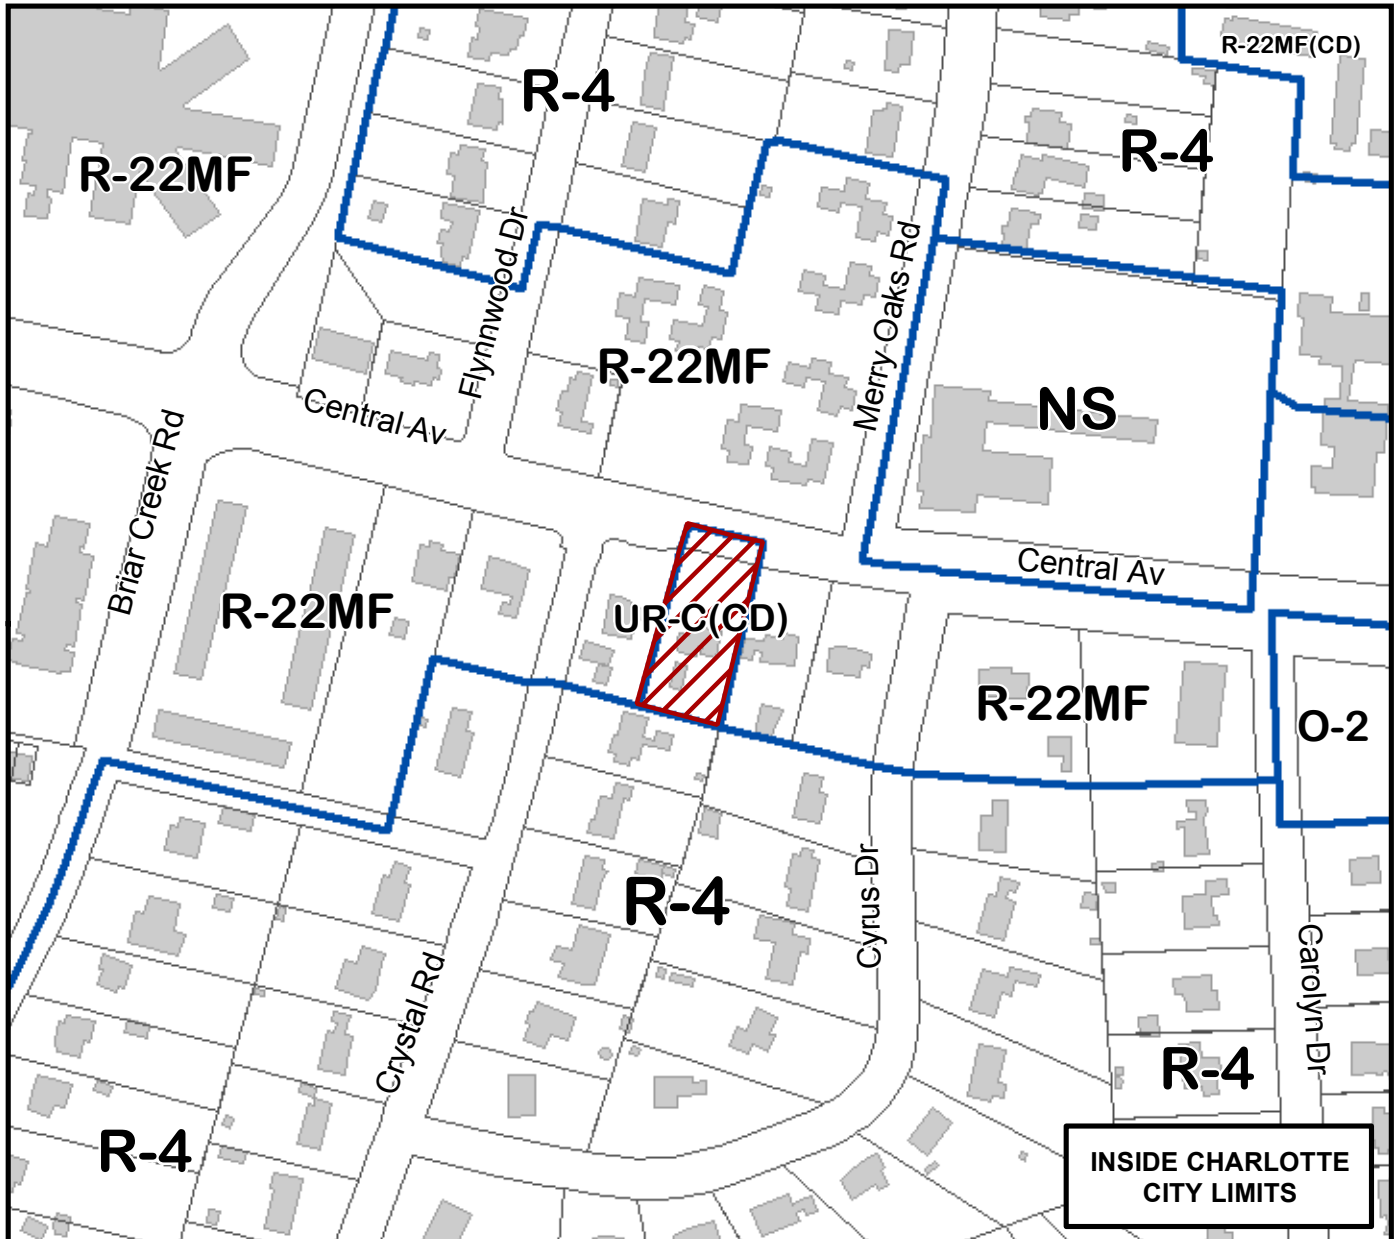 R-22MF(CD)
R-4
R-4
R-22MF
Flynnwood Dr
Merry Oaks Rd
R-22MF
NS
Central Av
Briar Creek Rd
Central Av
R-22MF
UR-C(CD)
R-22MF
O-2
R-4
Cyrus Dr
Crystal Rd
Carolyn Dr
R-4
R-4
INSIDE CHARLOTTE
CITY LIMITS